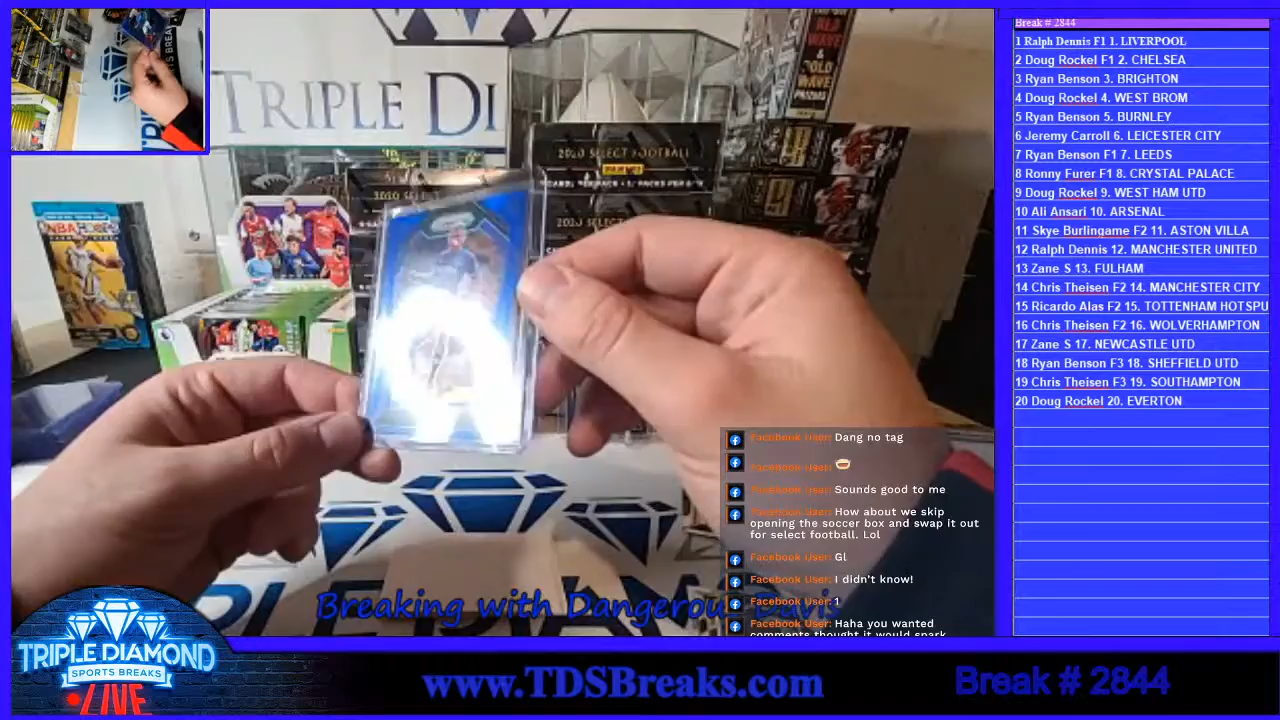 Break # 2844
1 Ralph Dennis F1 1. LIVERPOOL
2 Doug Rockel F1 2. CHELSEA
3 Ryan Benson 3. BRIGHTON
4 Doug Rockel 4. WEST BROM
5 Ryan Benson 5. BURNLEY
6 Jeremy Carroll 6. LEICESTER CITY
7 Ryan Benson F1 7. LEEDS
8 Ronny Furer F1 8. CRYSTAL PALACE
9 Doug Rockel 9. WEST HAM UTD
10 Ali Ansari 10. ARSENAL
11 Skye Burlingame F2 11. ASTON VILLA
12 Ralph Dennis 12. MANCHESTER UNITED
13 Zane S 13. FULHAM
14 Chris Theisen F2 14. MANCHESTER CITY
15 Ricardo Alas F2 15. TOTTENHAM HOTSPU
16 Chris Theisen F2 16. WOLVERHAMPTON
17 Zane S 17. NEWCASTLE UTD
18 Ryan Benson F3 18. SHEFFIELD UTD
19 Chris Theisen F3 19. SOUTHAMPTON
20 Doug Rockel 20. EVERTON
TRIPLE DI
2020 SELECT FOOTBALL
2020 SELECT
2020 SELECT
NBA HOOPS
WAVE
&
GOLD
WAVE
PRIZMS
Facebook User: Dang no tag
Facebook User:
Facebook User: Sounds good to me
Facebook User: How about we skip
opening the soccer box and swap it out
for select football. Lol
Facebook User: Gl
Facebook User: I didn't know!
Facebook User: 1
Facebook User: Haha you wanted
comments thought it would spark
Breaking with Dangerou
TRIPLE DIAMOND
SPORTS BREAKS
LIVE
www.TDSBreaks.com
Break # 2844